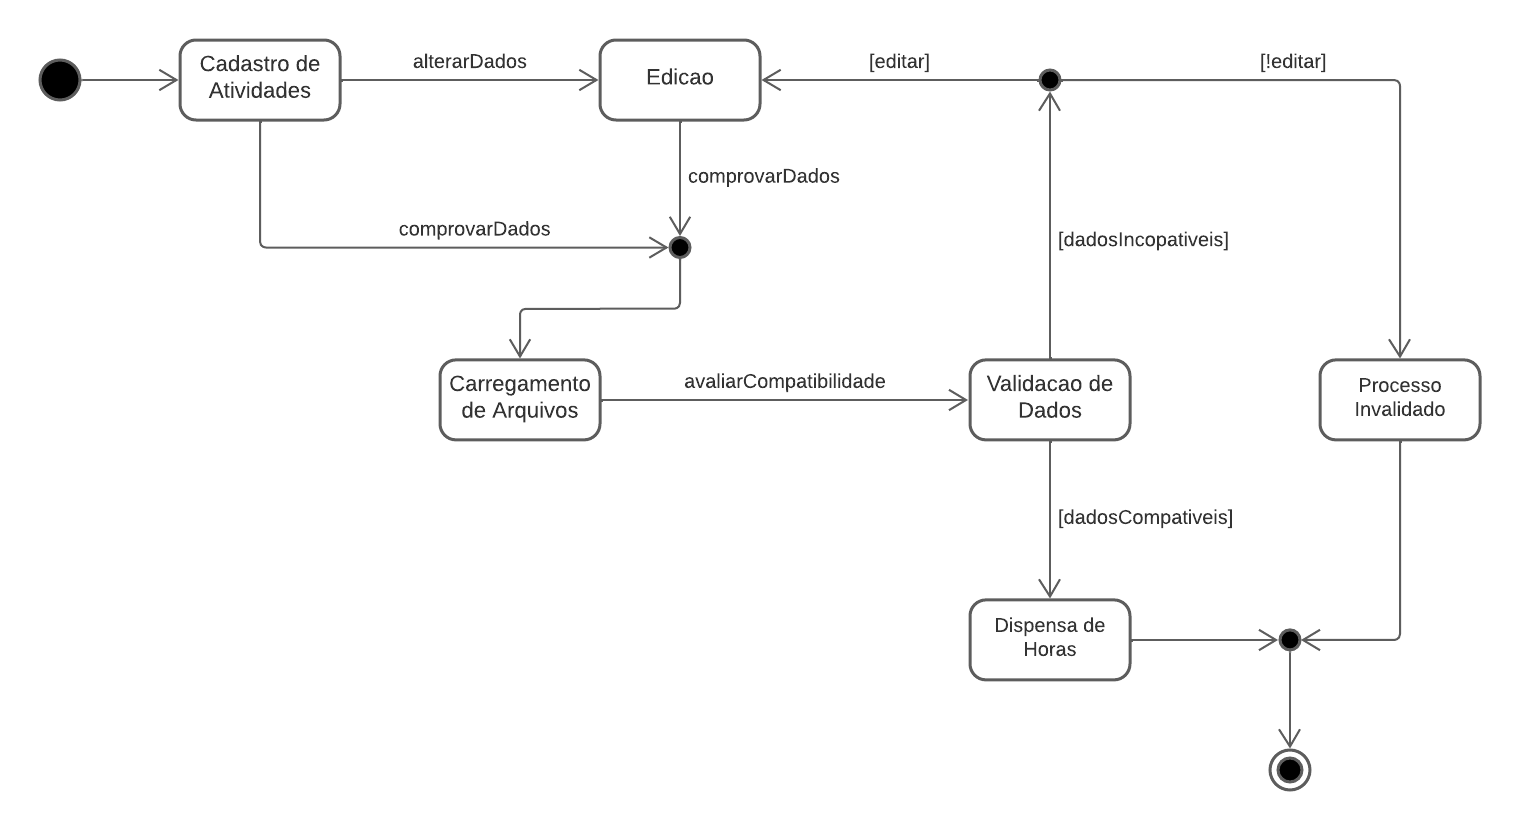 Cadastro de
Atividades
alterarDados
Edicao
[editar]
[!editar]
comprovarDados
comprovarDados
[dadosIncopativeis]
Carregamento
de Arquivos
avaliarCompatibilidade
Validacao de
Dados
Processo
Invalidado
[dadosCompativeis]
Dispensa de
Horas